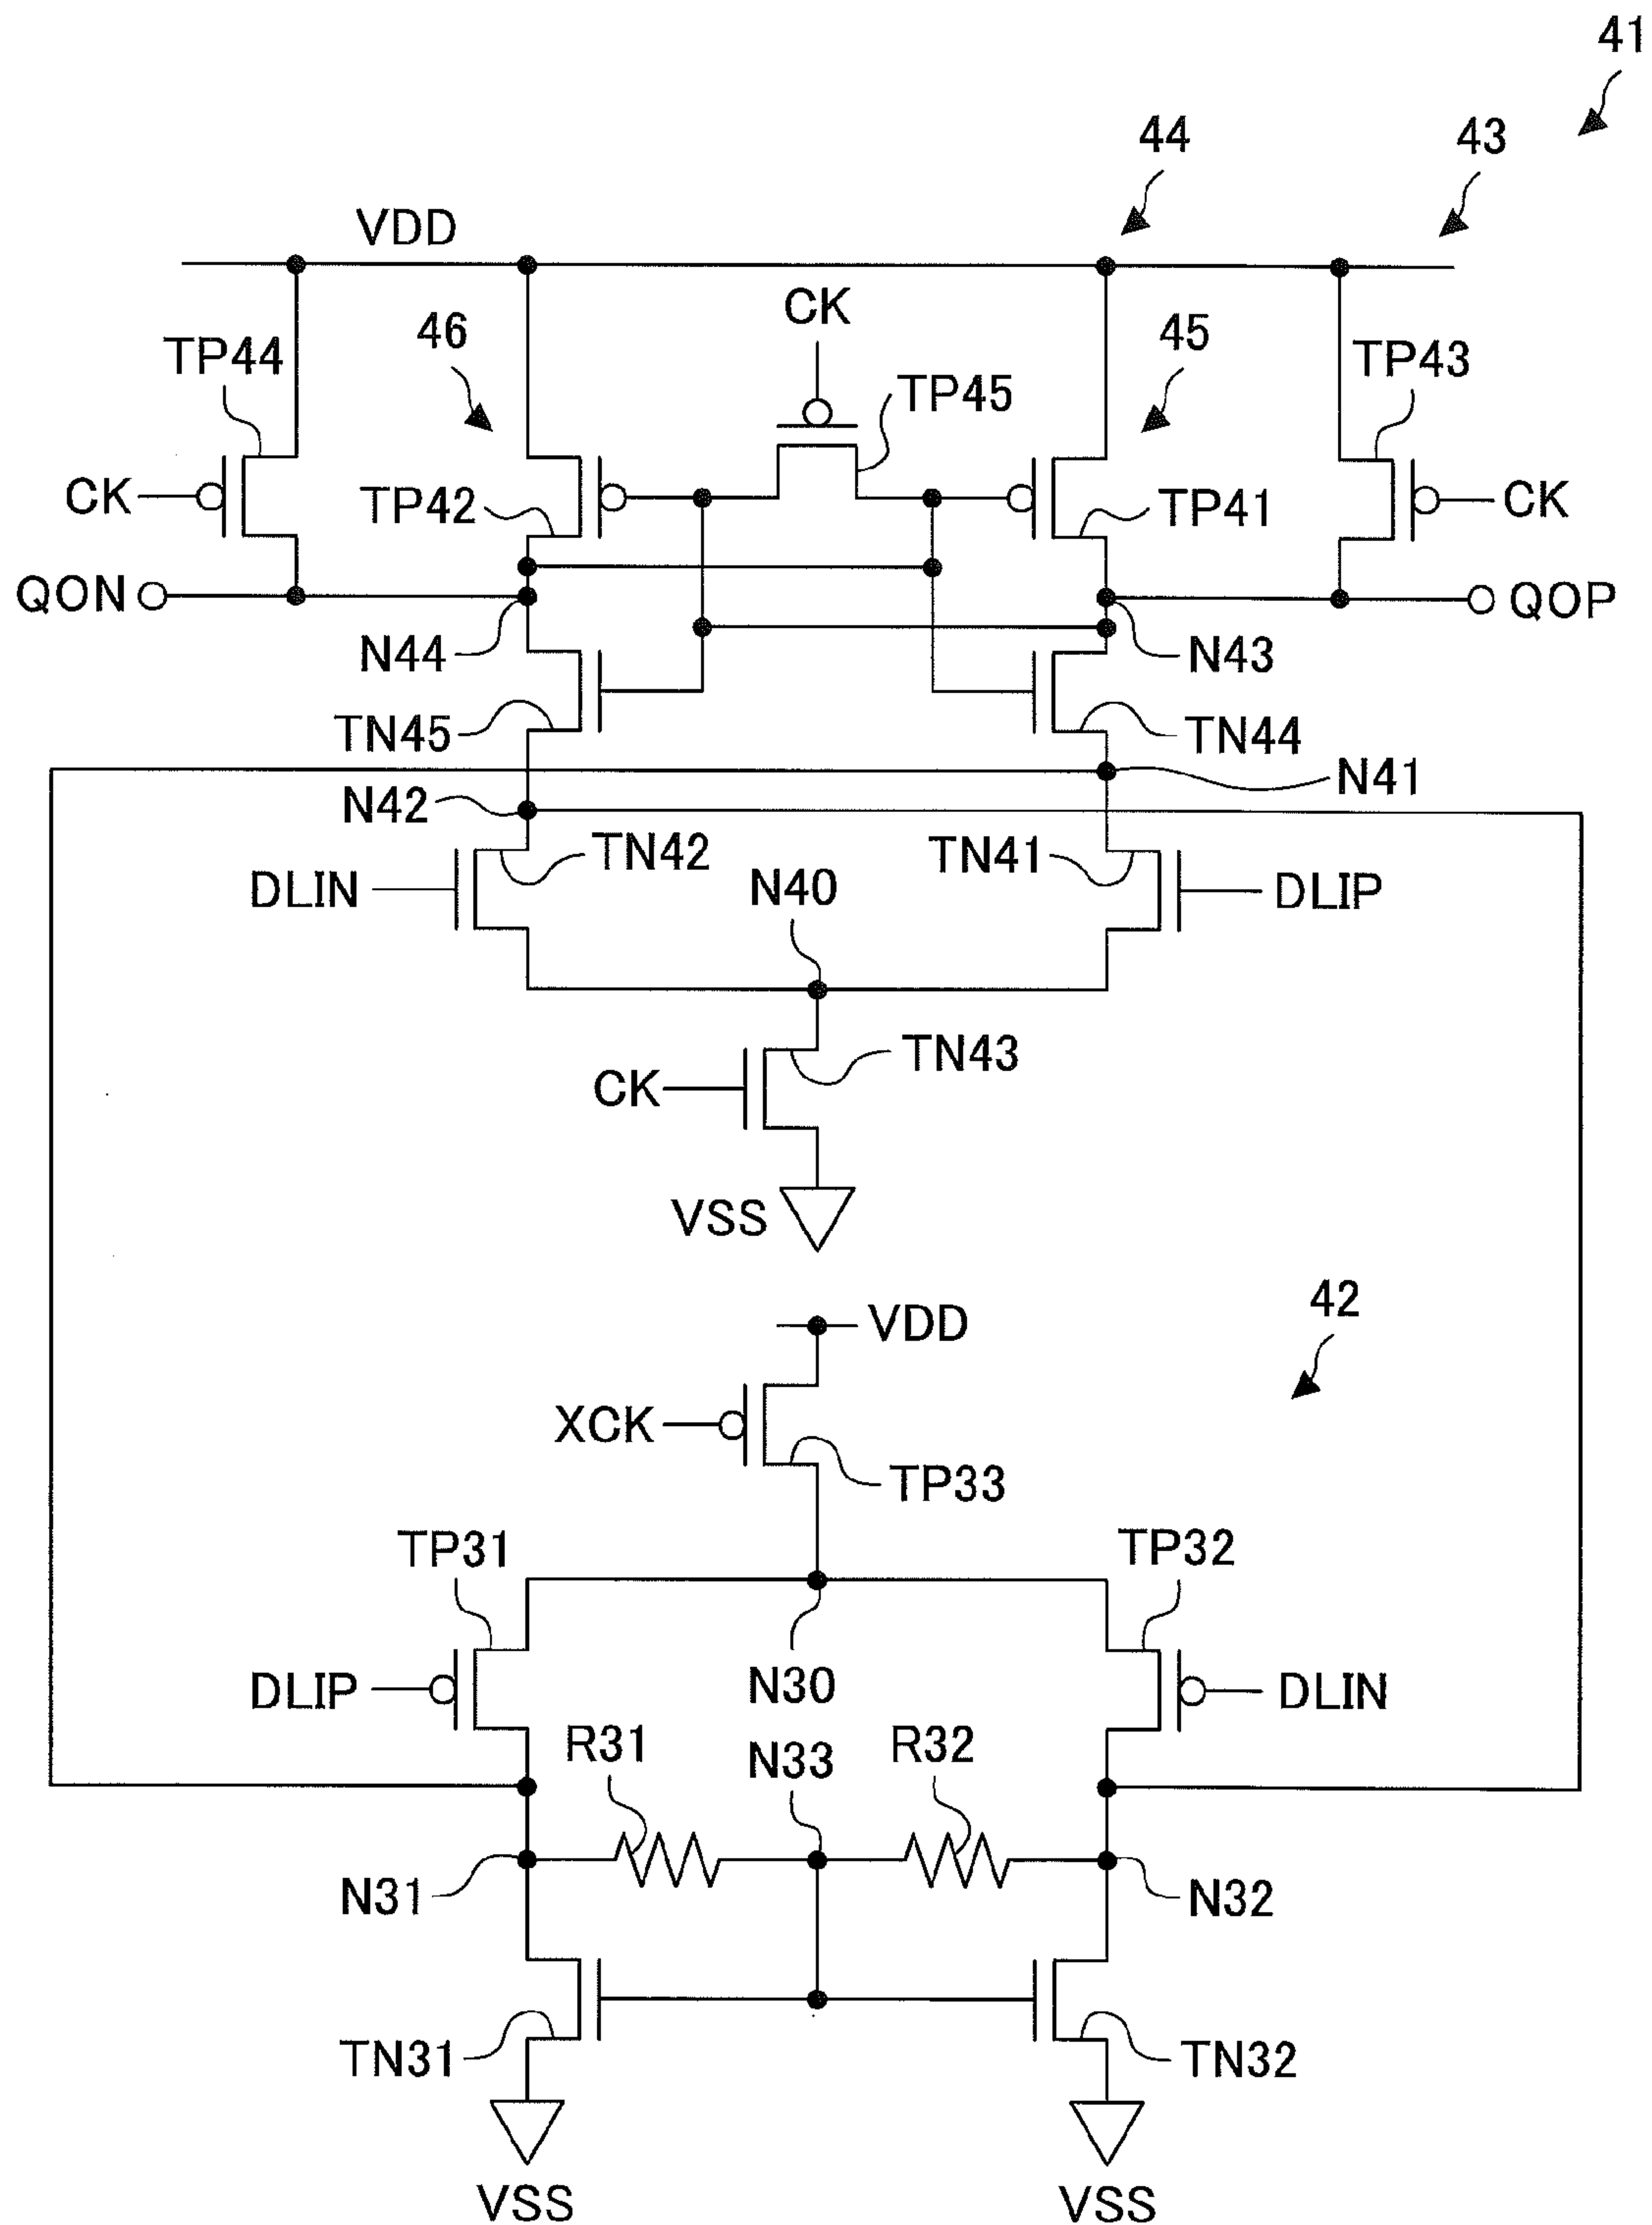 41
44
43
VDD
CK
46
45
TP44
TP43
TP45
CK
TP42
TP41
CK
QON
QOP
N44
N43
TN45
TN44
N41
N42
TN42
TN41
DLIN
N40
DLIP
TN43
CK
VSS
42
VDD
XCK
TP33
TP31
TP32
DLIP
N30
DLIN
R31
N33
R32
N31
N32
TN31
TN32
VSS
VSS